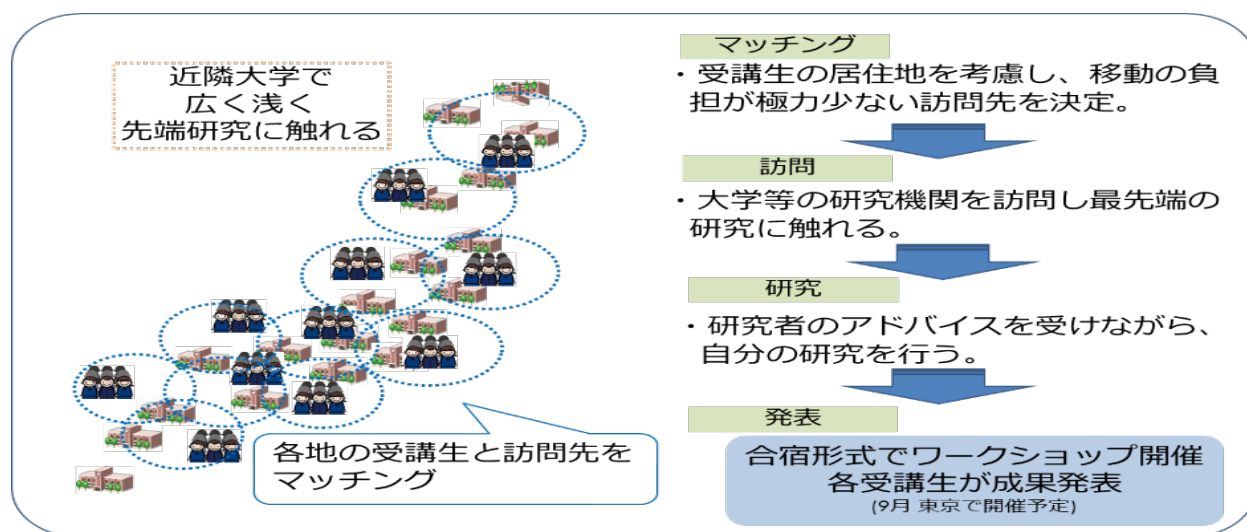 近隣大学で
広く浅く
先端研究に触れる
各地の受講生と訪問先を
マッチング
マッチング
・受講生の居住地を考慮し、移動の負
担が極力少ない訪問先を決定。
訪問
・大学等の研究機関を訪問し最先端の
研究に触れる。
研究
・研究者のアドバイスを受けながら、
自分の研究を行う。
発表
合宿形式でワークショップ開催
各受講生が成果発表
(9月 東京で開催予定)